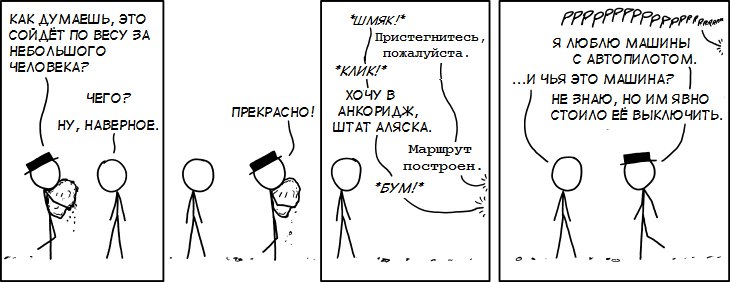 КАК ДУМАЕШЬ, ЭТО
СОЙДЁТ ПО ВЕСУ ЗА
НЕБОЛЬШОГО
ЧЕЛОВЕКА?
ЧЕГО?
НУ, НАВЕРНОЕ.
ПРЕКРАСНО!
*ШМЯК!*
Пристегнитесь,
пожалуйста.
*КЛИК!*
ХОЧУ В
АНКОРИДЖ,
ШТАТ АЛЯСКА.
Маршрут
построен.
*БУМ!*
РРРРРРРРРРРРРРРРРРР
Я ЛЮБЛЮ МАШИНЫ
С АВТОПИЛОТОМ.
...И ЧЬЯ ЭТО МАШИНА?
НЕ ЗНАЮ, НО ИМ ЯВНО
СТОИЛО ЕЁ ВЫКЛЮЧИТЬ.